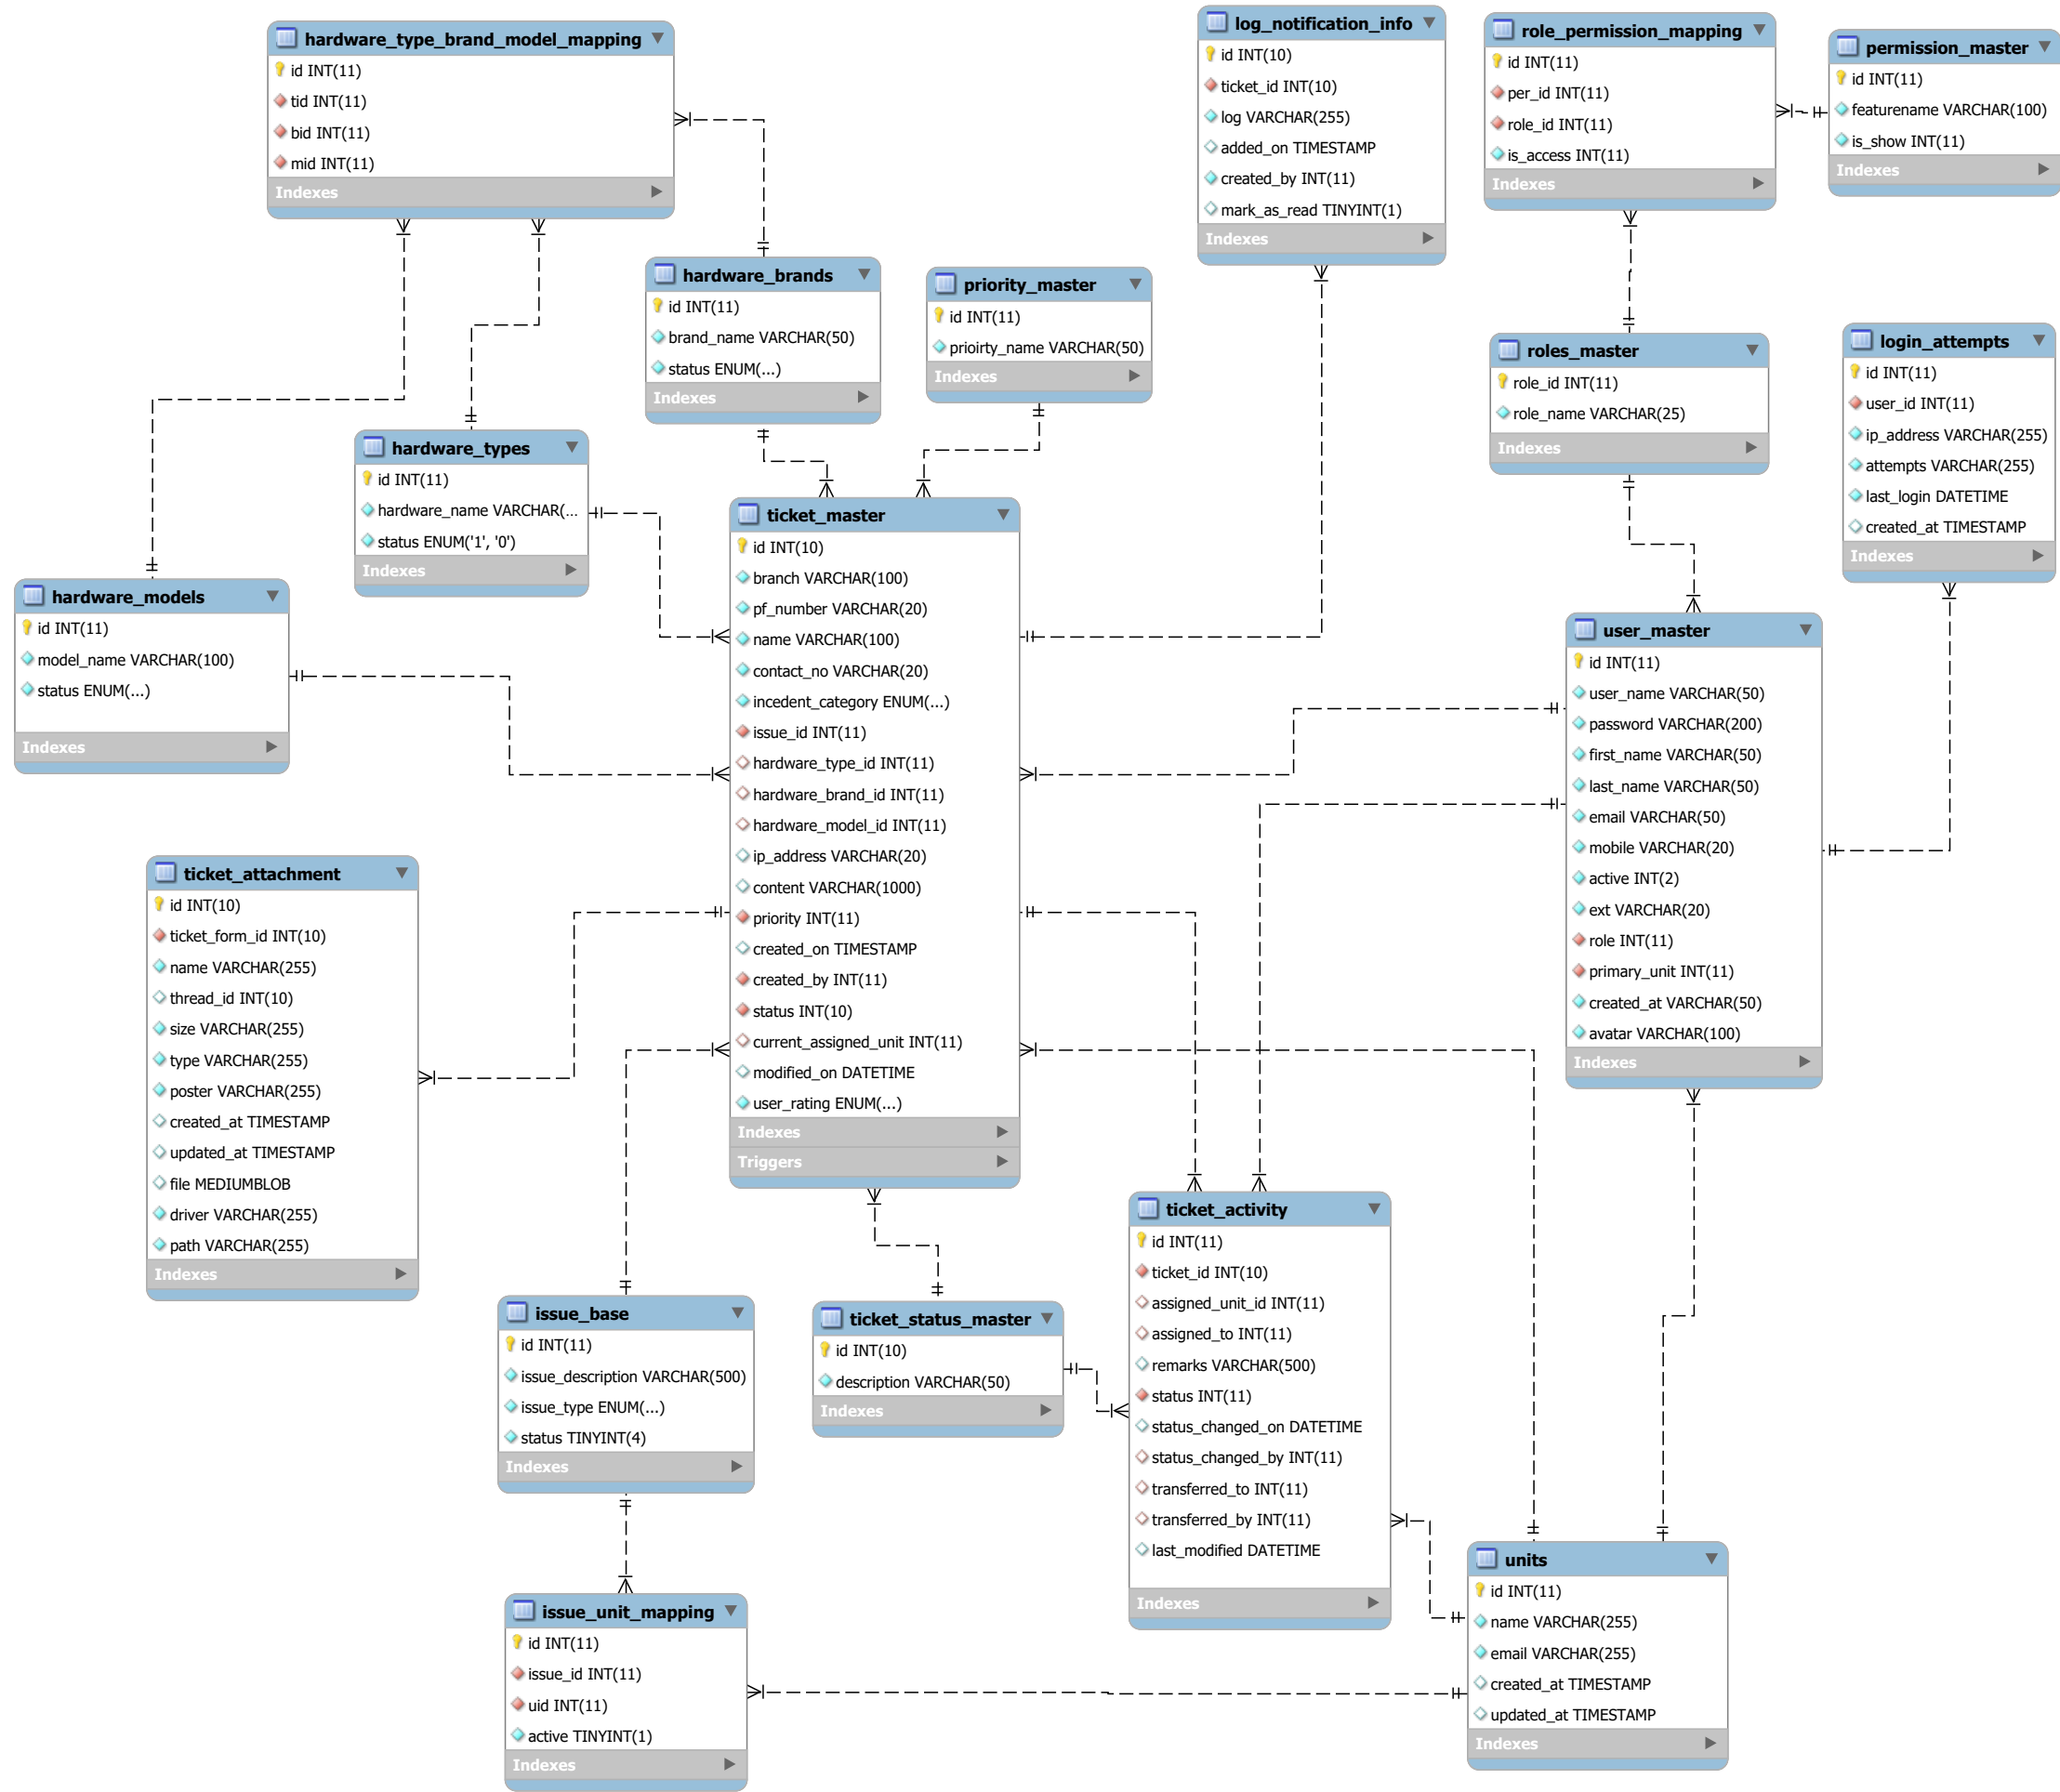 hardware_type_brand_model_mapping
id INT(11)
tid INT(11)
bid INT(11)
mid INT(11)
Indexes
log_notification_info
id INT(10)
ticket_id INT(10)
log VARCHAR(255)
added_on TIMESTAMP
created_by INT(11)
mark_as_read TINYINT(1)
Indexes
role_permission_mapping
id INT(11)
per_id INT(11)
role_id INT(11)
is_access INT(11)
Indexes
permission_master
id INT(11)
featurename VARCHAR(100)
is_show INT(11)
Indexes
hardware_brands
id INT(11)
brand_name VARCHAR(50)
status ENUM(...)
Indexes
priority_master
id INT(11)
prioirty_name VARCHAR(50)
Indexes
roles_master
role_id INT(11)
role_name VARCHAR(25)
Indexes
login_attempts
id INT(11)
user_id INT(11)
ip_address VARCHAR(255)
attempts VARCHAR(255)
last_login DATETIME
created_at TIMESTAMP
Indexes
hardware_types
id INT(11)
hardware_name VARCHAR(...
status ENUM('1', '0')
Indexes
hardware_models
id INT(11)
model_name VARCHAR(100)
status ENUM(...)
Indexes
ticket_master
id INT(10)
branch VARCHAR(100)
pf_number VARCHAR(20)
name VARCHAR(100)
contact_no VARCHAR(20)
incedent_category ENUM(...)
issue_id INT(11)
hardware_type_id INT(11)
hardware_brand_id INT(11)
hardware_model_id INT(11)
ip_address VARCHAR(20)
content VARCHAR(1000)
priority INT(11)
created_on TIMESTAMP
created_by INT(11)
status INT(10)
current_assigned_unit INT(11)
modified_on DATETIME
user_rating ENUM(...)
Indexes
Triggers
user_master
id INT(11)
user_name VARCHAR(50)
password VARCHAR(200)
first_name VARCHAR(50)
last_name VARCHAR(50)
email VARCHAR(50)
mobile VARCHAR(20)
active INT(2)
ext VARCHAR(20)
role INT(11)
primary_unit INT(11)
created_at VARCHAR(50)
avatar VARCHAR(100)
Indexes
ticket_attachment
id INT(10)
ticket_form_id INT(10)
name VARCHAR(255)
thread_id INT(10)
size VARCHAR(255)
type VARCHAR(255)
poster VARCHAR(255)
created_at TIMESTAMP
updated_at TIMESTAMP
file MEDIUMBLOB
driver VARCHAR(255)
path VARCHAR(255)
Indexes
issue_base
id INT(11)
issue_description VARCHAR(500)
issue_type ENUM(...)
status TINYINT(4)
Indexes
ticket_status_master
id INT(10)
description VARCHAR(50)
Indexes
ticket_activity
id INT(11)
ticket_id INT(10)
assigned_unit_id INT(11)
assigned_to INT(11)
remarks VARCHAR(500)
status INT(11)
status_changed_on DATETIME
status_changed_by INT(11)
transferred_to INT(11)
transferred_by INT(11)
last_modified DATETIME
Indexes
units
id INT(11)
name VARCHAR(255)
email VARCHAR(255)
created_at TIMESTAMP
updated_at TIMESTAMP
Indexes
issue_unit_mapping
id INT(11)
issue_id INT(11)
uid INT(11)
active TINYINT(1)
Indexes